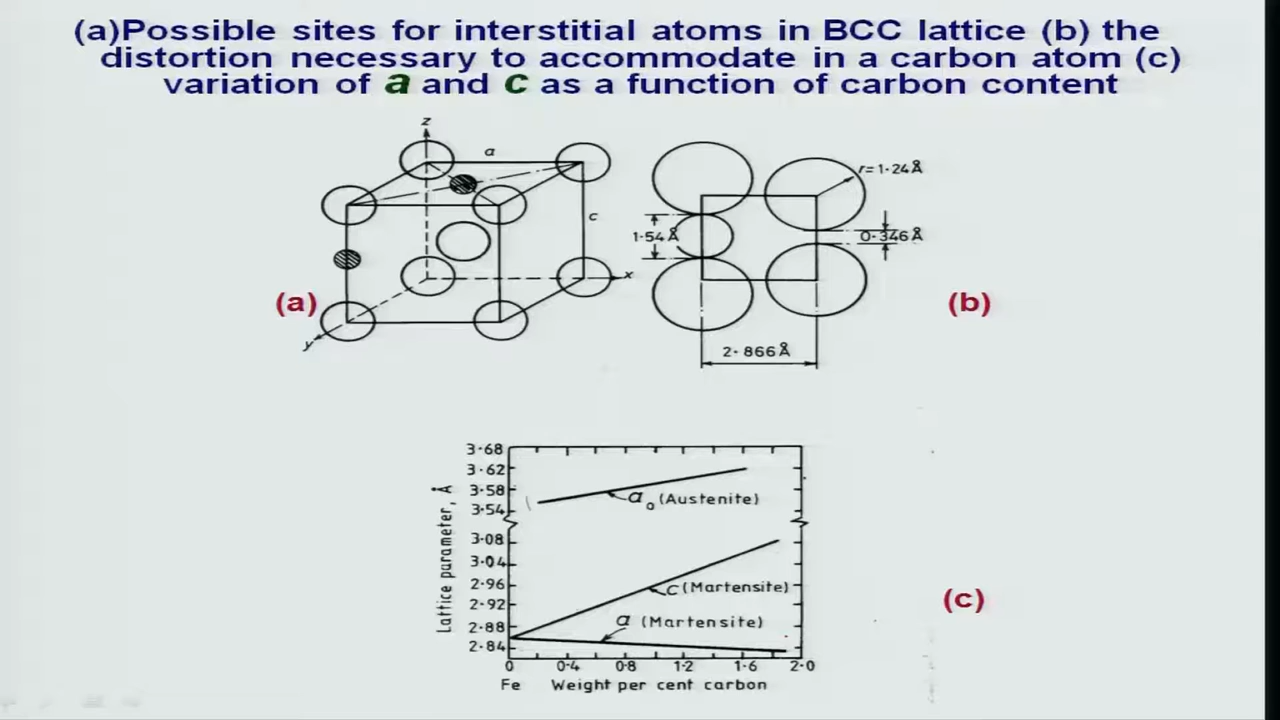 (a)Possible sites for interstitial atoms in BCC lattice (b) the
distortion necessary to accommodate in a carbon atom (c)
variation of a and c as a function of carbon content
z
a
c
x
y
(a)
r=1·24Å
1·54Å
0·346Å
2·866Å
(b)
3·68
3·62
3·58
3·54
3·08
3·04
2·96
2·92
2·88
2·84
Lattice parameter, Å
a₀ (Austenite)
c (Martensite)
a (Martensite)
0 0·4 0·8 1·2 1·6 2·0
Fe Weight per cent carbon
(c)